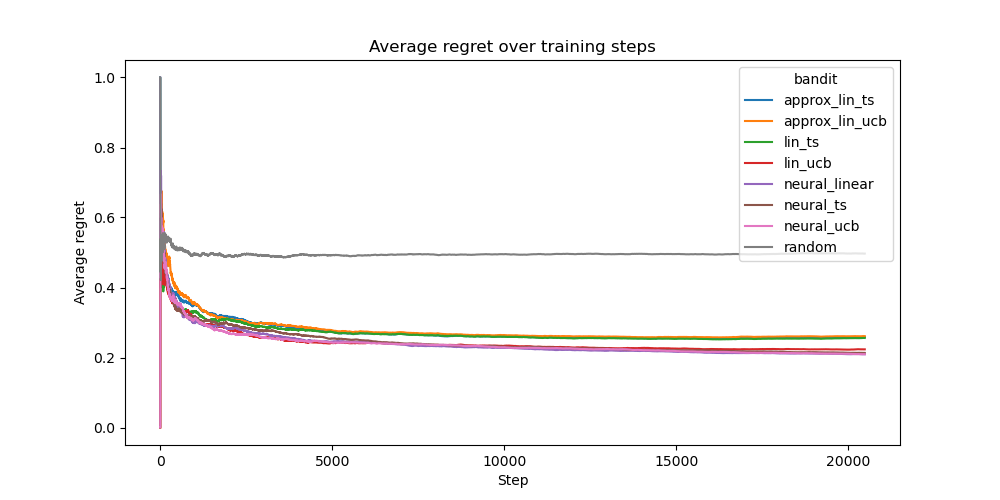 Average regret over training steps
bandit
approx_lin_ts
approx_lin_ucb
lin_ts
lin_ucb
neural_linear
neural_ts
neural_ucb
random
Average regret
1.0
0.8
0.6
0.4
0.2
0.0
0
5000
10000
15000
20000
Step